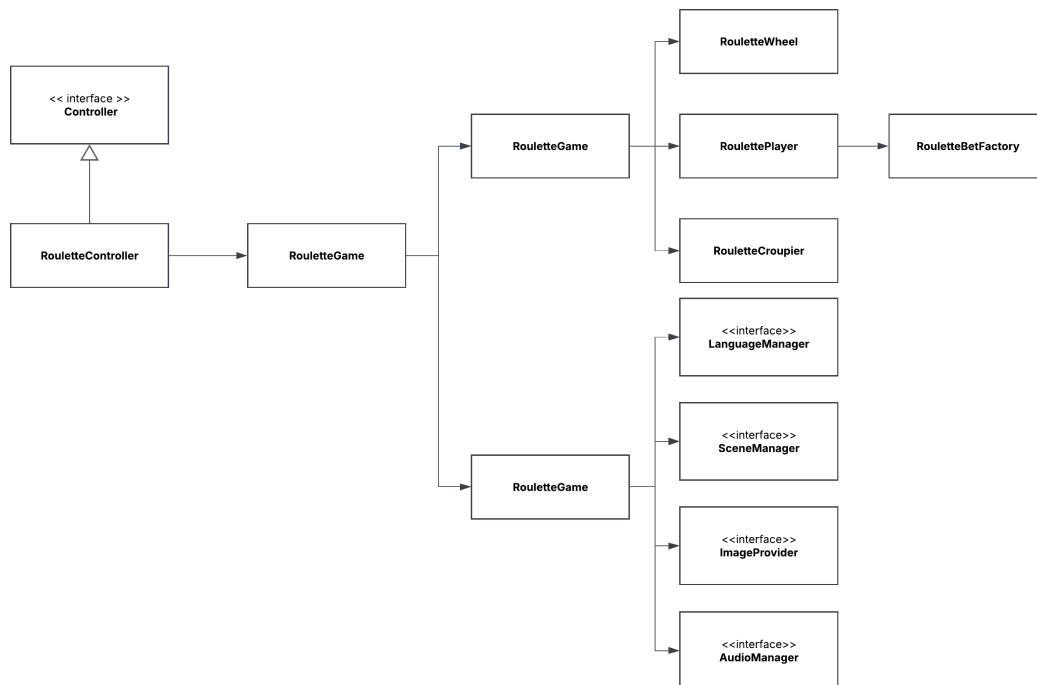 RouletteWheel
<< interface >>
Controller
RouletteGame
RoulettePlayer
RouletteBetFactory
RouletteController
RouletteGame
RouletteCroupier
<<interface>>
LanguageManager
<<interface>>
SceneManager
RouletteGame
<<interface>>
ImageProvider
<<interface>>
AudioManager